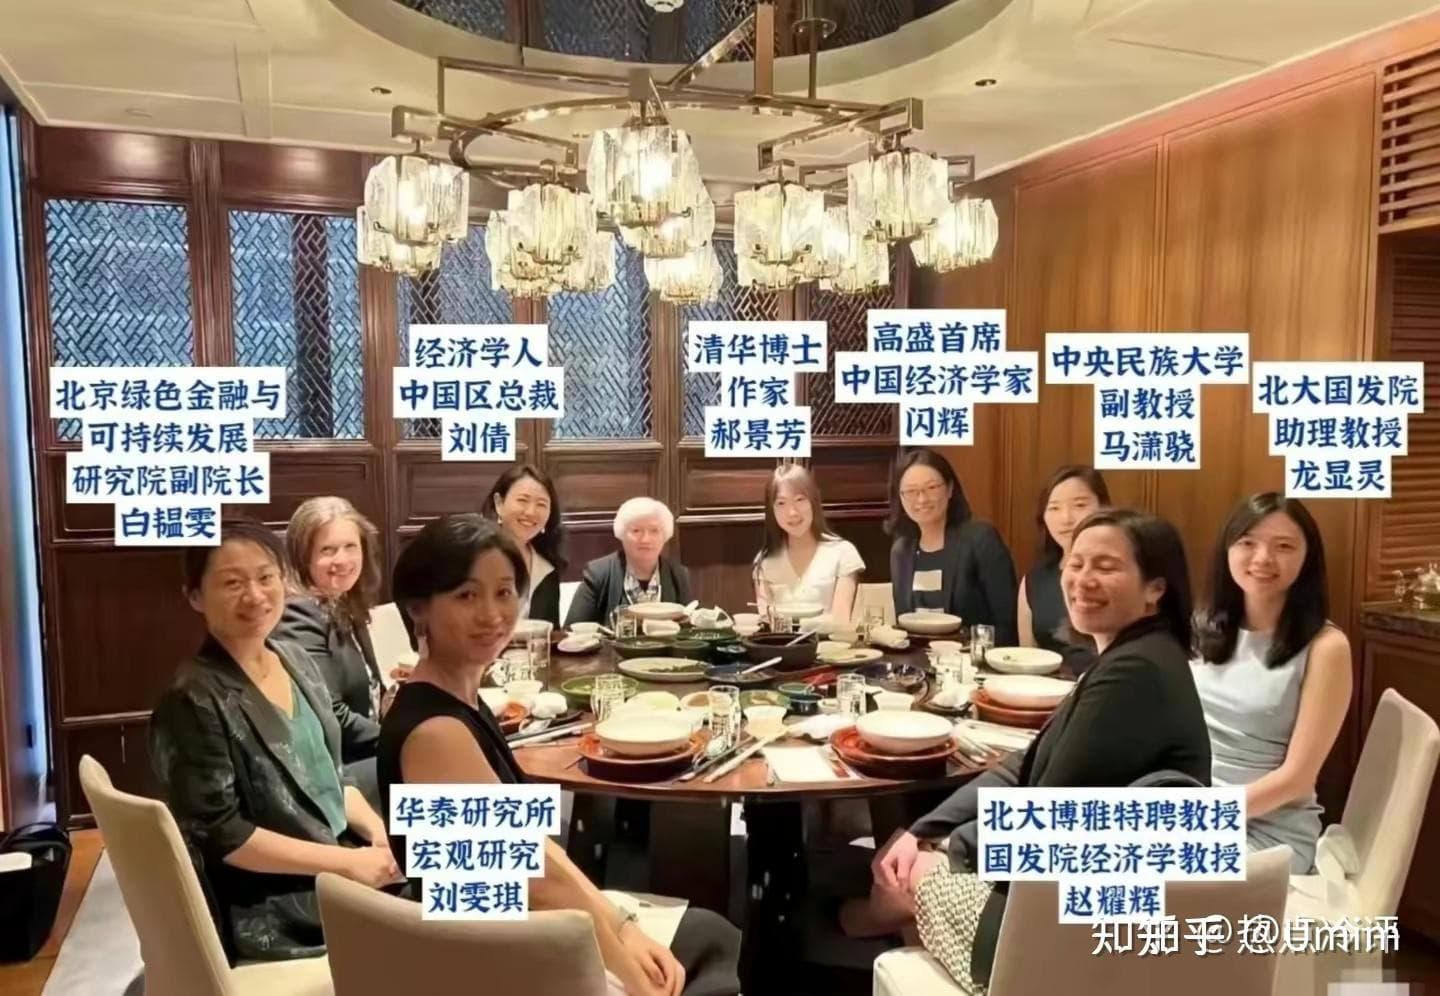 北京绿色金融与
可持续发展
研究院副院长
白韫雯
经济学人
中国区总裁
刘倩
清华博士
作家
郝景芳
高盛首席
中国经济学家
闪辉
中央民族大学
副教授
马潇骁
北大国发院
助理教授
龙显灵
华泰研究所
宏观研究
刘雯琪
北大博雅特聘教授
国发院经济学教授
赵耀辉
知乎